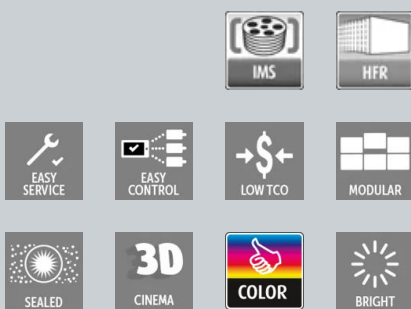 IMS
HFR
EASY
SERVICE
EASY
CONTROL
$
LOW TCO
MODULAR
SEALED
3D
CINEMA
COLOR
BRIGHT